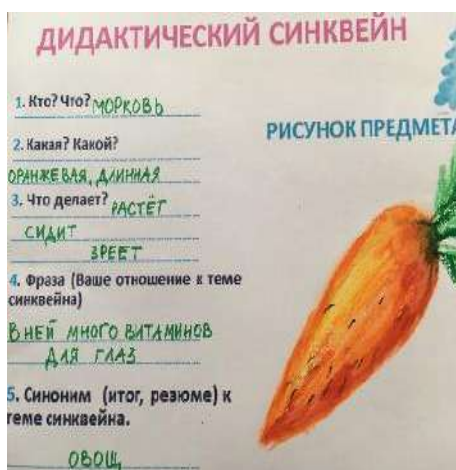 ДИДАКТИЧЕСКИЙ СИНКВЕЙН
1. Кто? Что? МОРКОВЬ
РИСУНОК ПРЕДМЕТА
2. Какая? Какой?
ОРАНЖЕВАЯ, ДЛИННАЯ
3. Что делает? РАСТЁТ
СИДИТ
ЗРЕЕТ
4. Фраза (Ваше отношение к теме
синквейна)
В НЕЙ МНОГО ВИТАМИНОВ
ДЛЯ ГЛАЗ
5. Синоним (итог, резюме) к
теме синквейна.
ОВОЩ